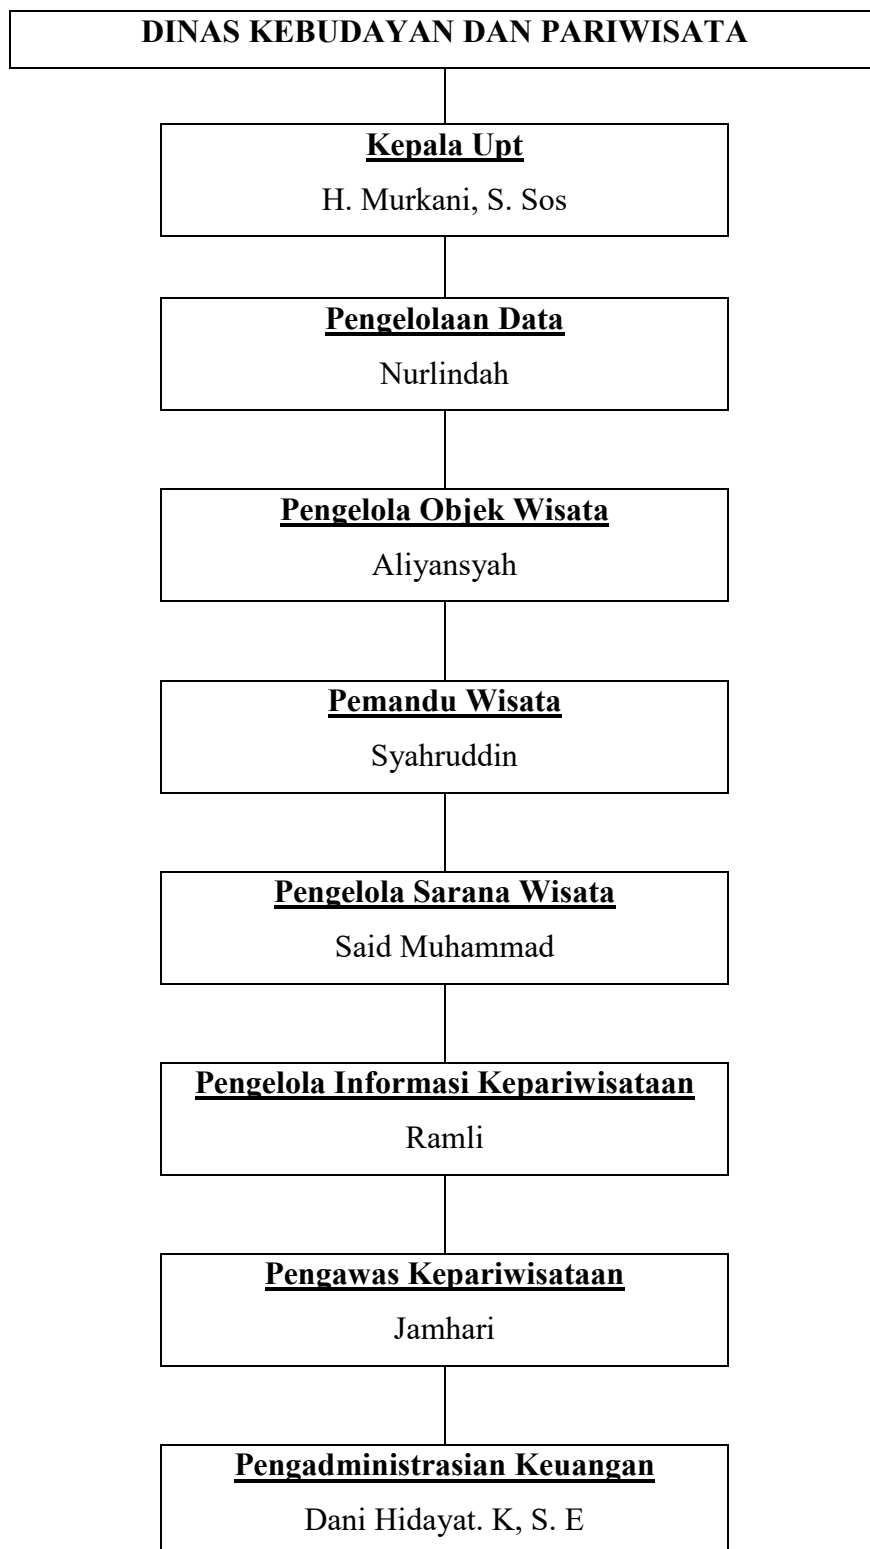 DINAS KEBUDAYAN DAN PARIWISATA
Kepala Upt
H. Murkani, S. Sos
Pengelolaan Data
Nurlindah
Pengelola Objek Wisata
Aliyansyah
Pemandu Wisata
Syahruddin
Pengelola Sarana Wisata
Said Muhammad
Pengelola Informasi Kepariwisataan
Ramli
Pengawas Kepariwisataan
Jamhari
Pengadministrasian Keuangan
Dani Hidayat. K, S. E